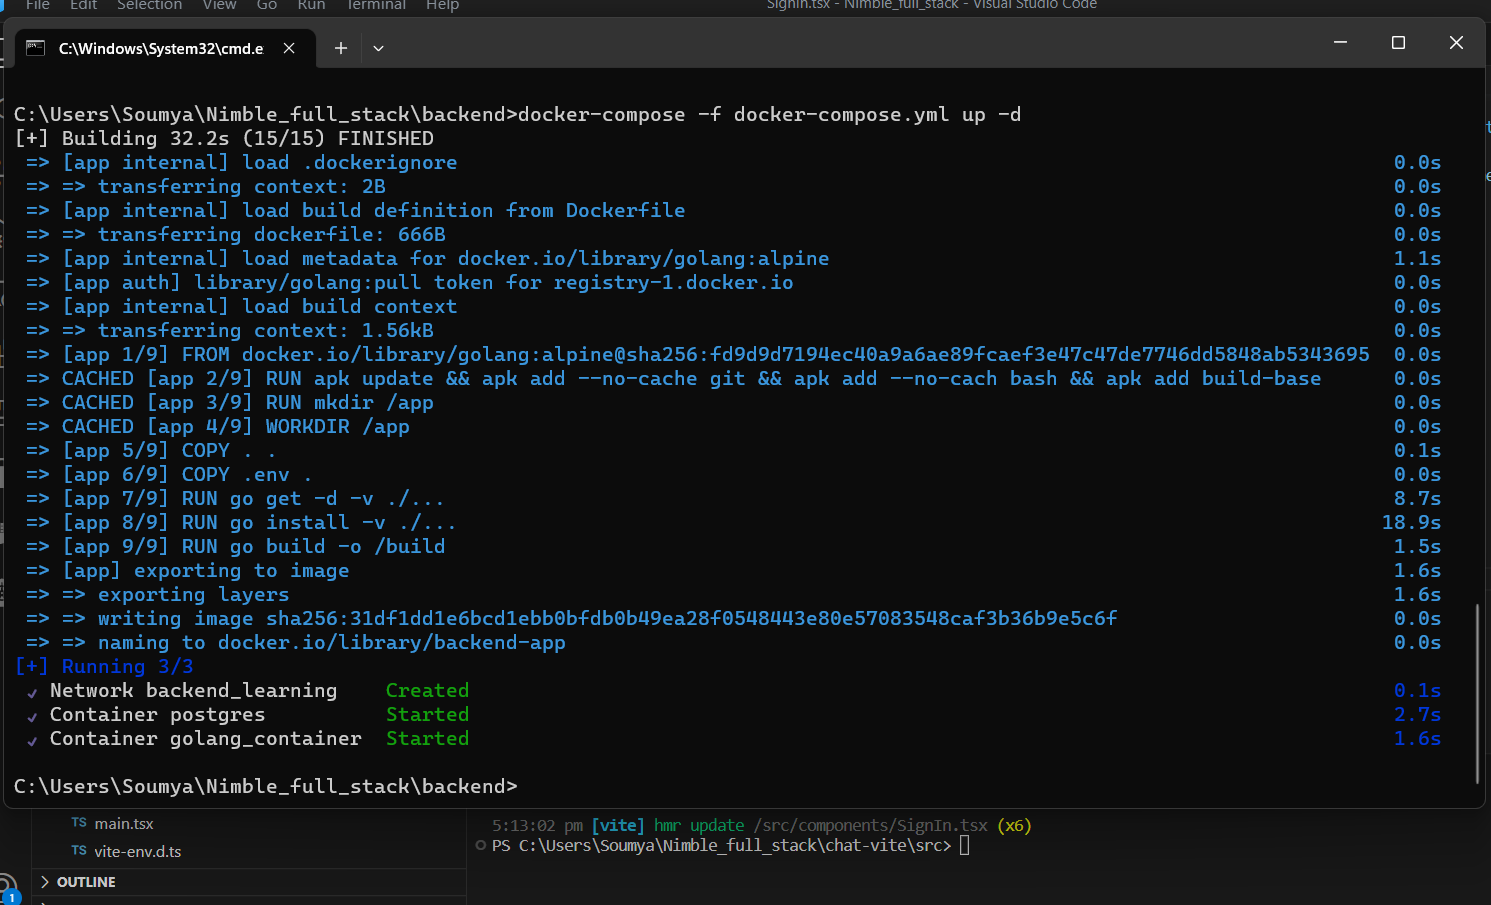 File Edit Selection View Go Run Terminal Help SignIn.tsx - Nimble_full_stack - Visual Studio Code
C:\Windows\System32\cmd.e
C:\Users\Soumya\Nimble_full_stack\backend>docker-compose -f docker-compose.yml up -d
[+] Building 32.2s (15/15) FINISHED
=> [app internal] load .dockerignore 0.0s
=> => transferring context: 2B 0.0s
=> [app internal] load build definition from Dockerfile 0.0s
=> => transferring dockerfile: 666B 0.0s
=> [app internal] load metadata for docker.io/library/golang:alpine 1.1s
=> [app auth] library/golang:pull token for registry-1.docker.io 0.0s
=> [app internal] load build context 0.0s
=> => transferring context: 1.56kB 0.0s
=> [app 1/9] FROM docker.io/library/golang:alpine@sha256:fd9d9d7194ec40a9a6ae89fcaef3e47c47de7746dd5848ab5343695 0.0s
=> CACHED [app 2/9] RUN apk update && apk add --no-cache git && apk add --no-cach bash && apk add build-base 0.0s
=> CACHED [app 3/9] RUN mkdir /app 0.0s
=> CACHED [app 4/9] WORKDIR /app 0.0s
=> [app 5/9] COPY . . 0.1s
=> [app 6/9] COPY .env . 0.0s
=> [app 7/9] RUN go get -d -v ./... 8.7s
=> [app 8/9] RUN go install -v ./... 18.9s
=> [app 9/9] RUN go build -o /build 1.5s
=> [app] exporting to image 1.6s
=> => exporting layers 1.6s
=> => writing image sha256:31df1dd1e6bcd1ebb0bfdb0b49ea28f0548443e80e57083548caf3b36b9e5c6f 0.0s
=> => naming to docker.io/library/backend-app 0.0s
[+] Running 3/3
✓ Network backend_learning Created 0.1s
✓ Container postgres Started 2.7s
✓ Container golang_container Started 1.6s
C:\Users\Soumya\Nimble_full_stack\backend>
TS main.tsx
TS vite-env.d.ts
OUTLINE
1
5:13:02 pm [vite] hmr update /src/components/SignIn.tsx (x6)
PS C:\Users\Soumya\Nimble_full_stack\chat-vite\src>